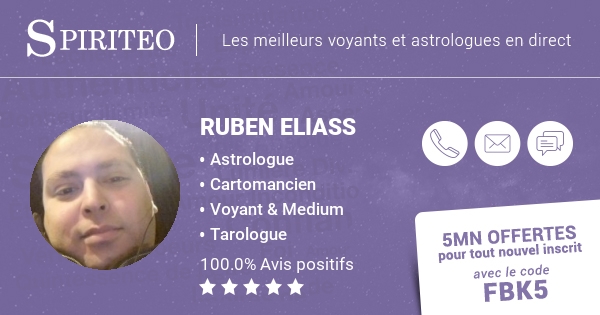 SPIRITEO
Les meilleurs voyants et astrologues en direct
RUBEN ELIASS
• Astrologue
• Cartomancien
• Voyant & Medium
• Tarologue
100.0% Avis positifs
5MN OFFERTES
pour tout nouvel inscrit
avec le code
FBK5